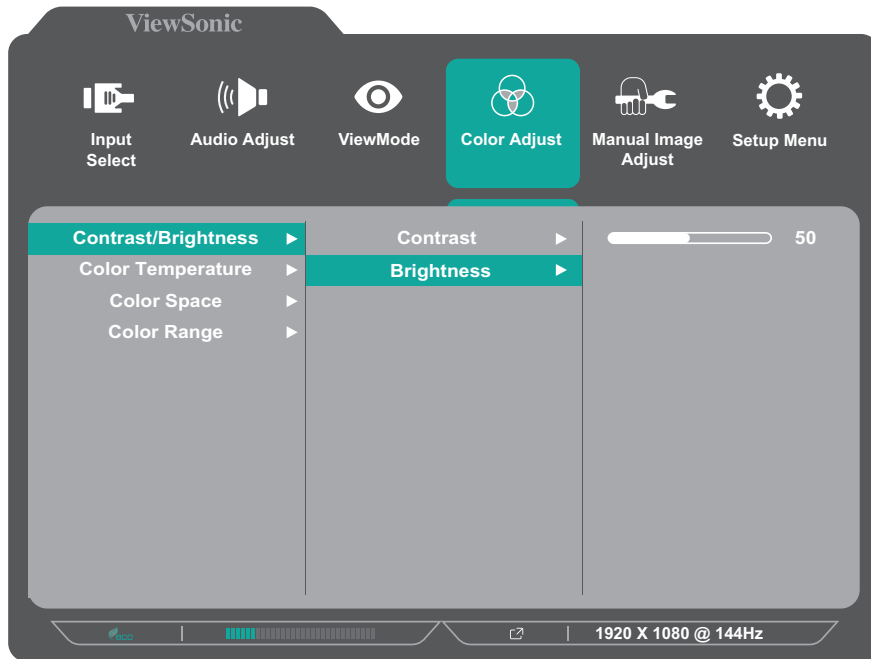 ViewSonic
Input
Select
Audio Adjust
ViewMode
Color Adjust
Manual Image
Adjust
Setup Menu
Contrast/Brightness
Contrast
50
Color Temperature
Brightness
Color Space
Color Range
eco
1920 X 1080 @ 144Hz